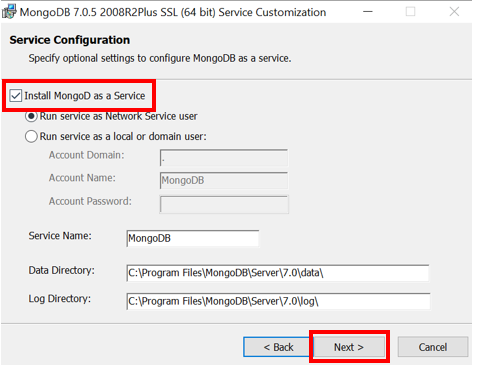 MongoDB 7.0.5 2008R2Plus SSL (64 bit) Service Customization
Service Configuration
Specify optional settings to configure MongoDB as a service.
Install MongoD as a Service
Run service as Network Service user
Run service as a local or domain user:
Account Domain: .
Account Name: MongoDB
Account Password:
Service Name: MongoDB
Data Directory: C:\Program Files\MongoDB\Server\7.0\data\
Log Directory: C:\Program Files\MongoDB\Server\7.0\log\
< Back Next > Cancel